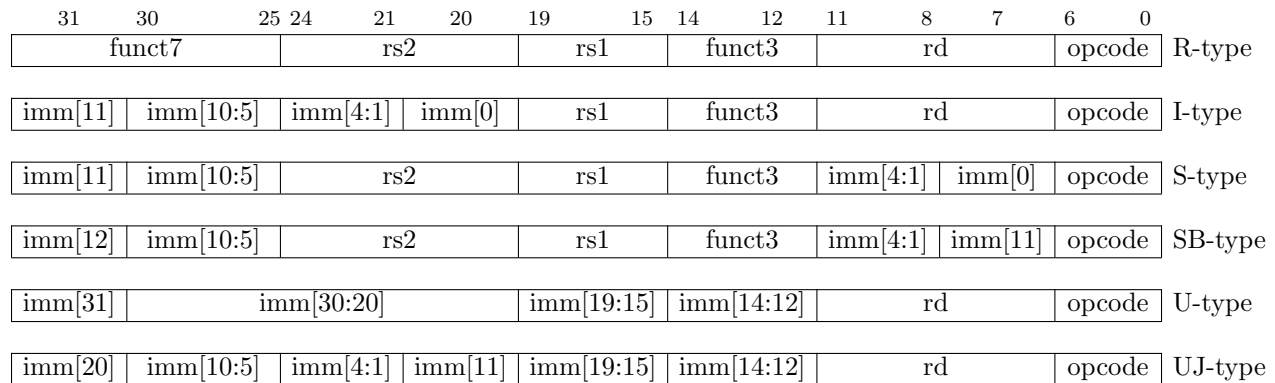 31 30 25 24 21 20 19 15 14 12 11 8 7 6 0
funct7 rs2 rs1 funct3 rd opcode R-type
imm[11] imm[10:5] imm[4:1] imm[0] rs1 funct3 rd opcode I-type
imm[11] imm[10:5] rs2 rs1 funct3 imm[4:1] imm[0] opcode S-type
imm[12] imm[10:5] rs2 rs1 funct3 imm[4:1] imm[11] opcode SB-type
imm[31] imm[30:20] imm[19:15] imm[14:12] rd opcode U-type
imm[20] imm[10:5] imm[4:1] imm[11] imm[19:15] imm[14:12] rd opcode UJ-type